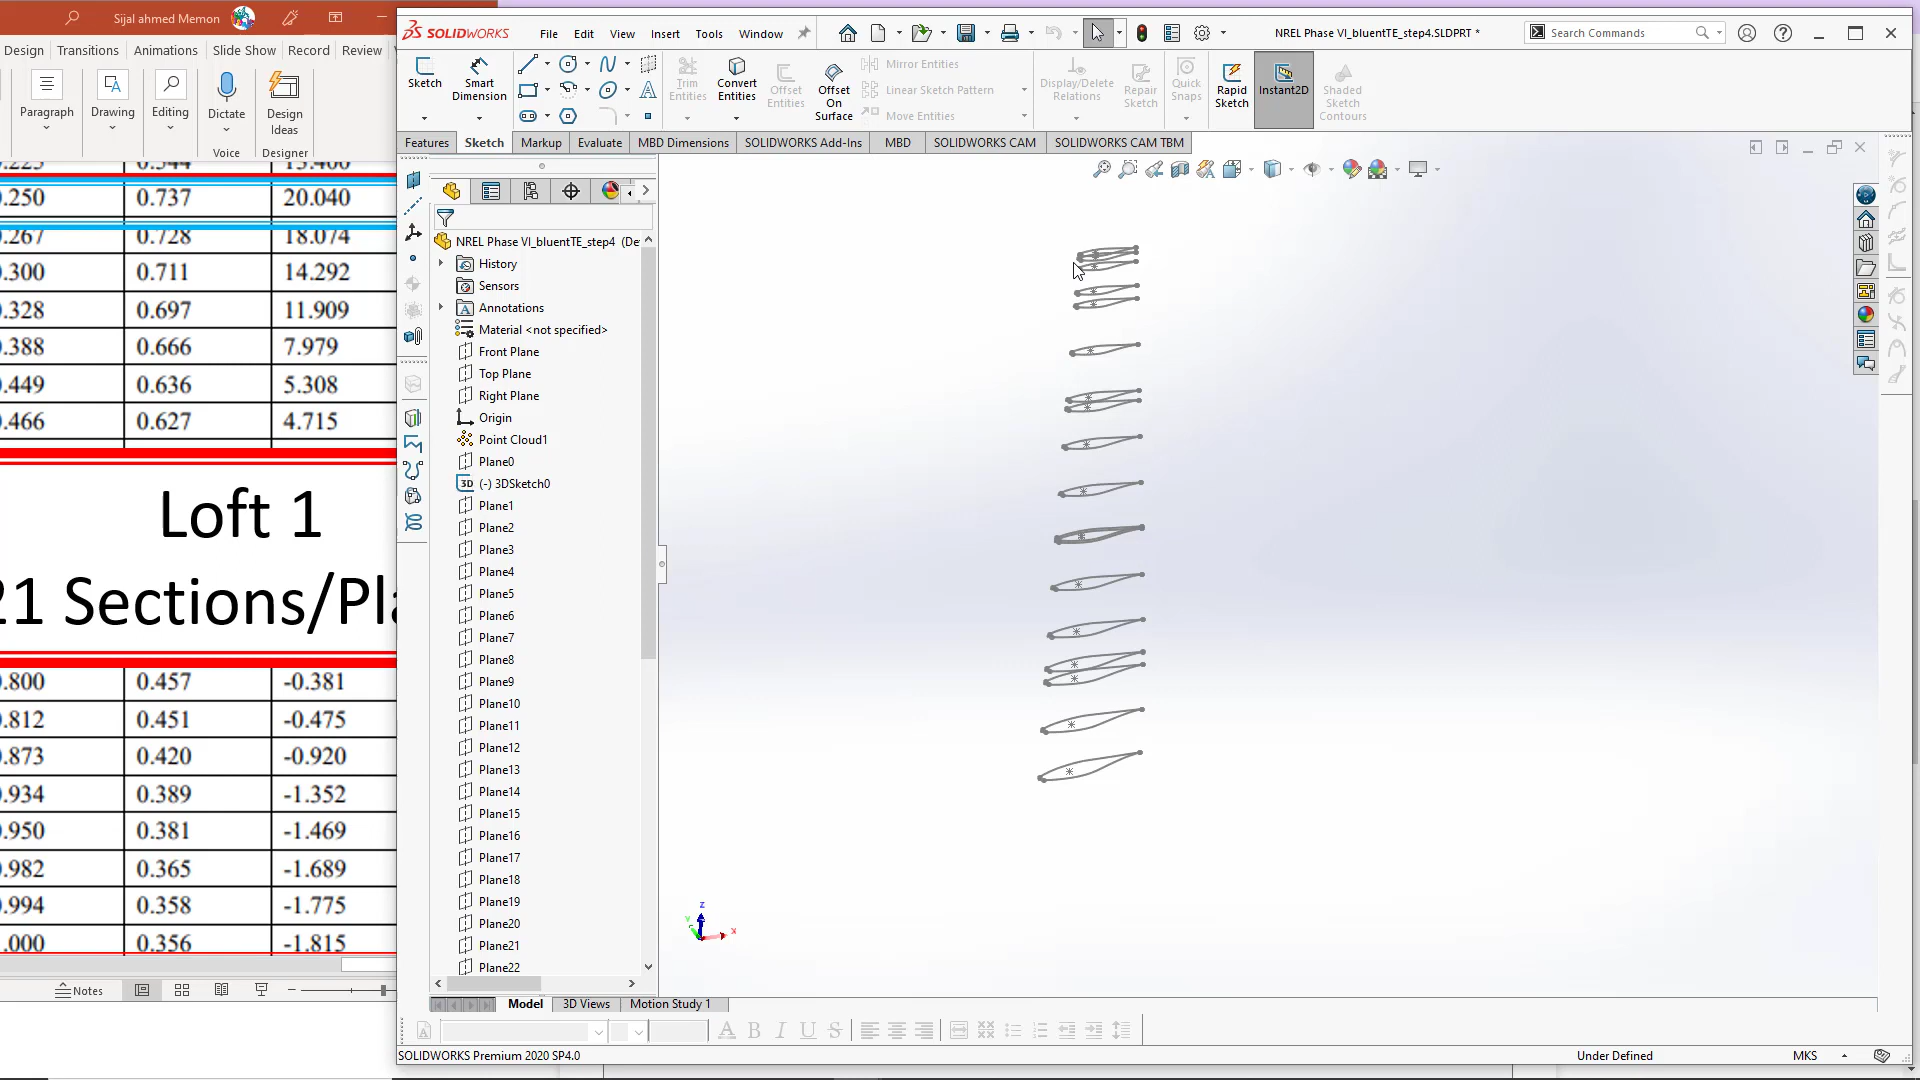 Sijal ahmed Memon
Design Transitions Animations Slide Show Record Review
Paragraph Drawing Editing Dictate Design Ideas
Voice Designer
.250 0.737 20.040
.267 0.728 18.074
.300 0.711 14.292
.328 0.697 11.909
.388 0.666 7.979
.449 0.636 5.308
.466 0.627 4.715
Loft 1
21 Sections/Pla
.800 0.457 -0.381
.812 0.451 -0.475
.873 0.420 -0.920
.934 0.389 -1.352
.950 0.381 -1.469
.982 0.365 -1.689
.994 0.358 -1.775
.000 0.356 -1.815
Notes
SOLIDWORKS File Edit View Insert Tools Window NREL Phase VI_bluentTE_step4.SLDPRT * Search Commands
Sketch Smart Dimension Trim Entities Convert Entities Offset Entities Offset On Surface Mirror Entities
Linear Sketch Pattern
Move Entities
Display/Delete Relations Repair Sketch Quick Snaps Rapid Sketch Instant2D Shaded Sketch Contours
Features Sketch Markup Evaluate MBD Dimensions SOLIDWORKS Add-Ins MBD SOLIDWORKS CAM SOLIDWORKS CAM TBM
NREL Phase VI_bluentTE_step4 (De
History
Sensors
Annotations
Material <not specified>
Front Plane
Top Plane
Right Plane
Origin
Point Cloud1
Plane0
(-) 3DSketch0
Plane1
Plane2
Plane3
Plane4
Plane5
Plane6
Plane7
Plane8
Plane9
Plane10
Plane11
Plane12
Plane13
Plane14
Plane15
Plane16
Plane17
Plane18
Plane19
Plane20
Plane21
Plane22
z
y
x
Model 3D Views Motion Study 1
SOLIDWORKS Premium 2020 SP4.0 Under Defined MKS